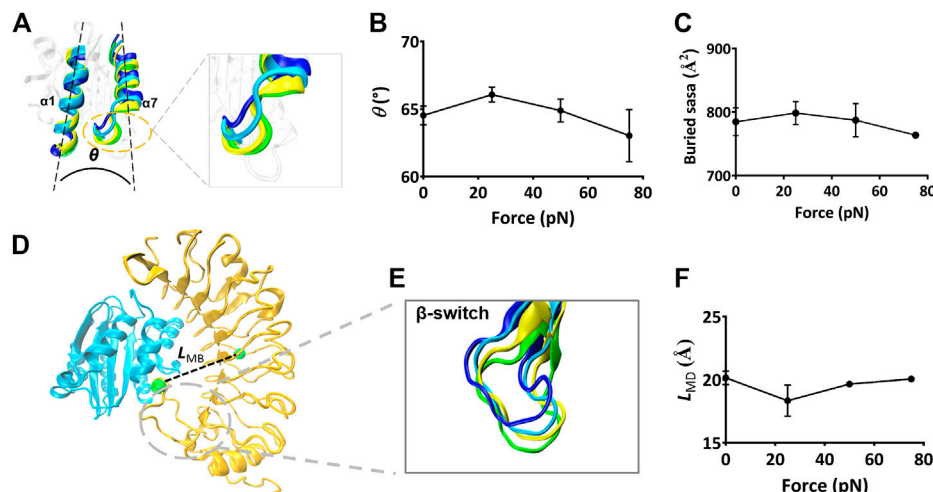 A
α1
α7
θ
B
θ (°)
70
65
60
0
20
40
60
80
Force (pN)
C
Buried sasa (Å²)
900
800
700
0
20
40
60
80
Force (pN)
D
L_MB
E
β-switch
F
L_MD (Å)
25
20
15
0
20
40
60
80
Force (pN)